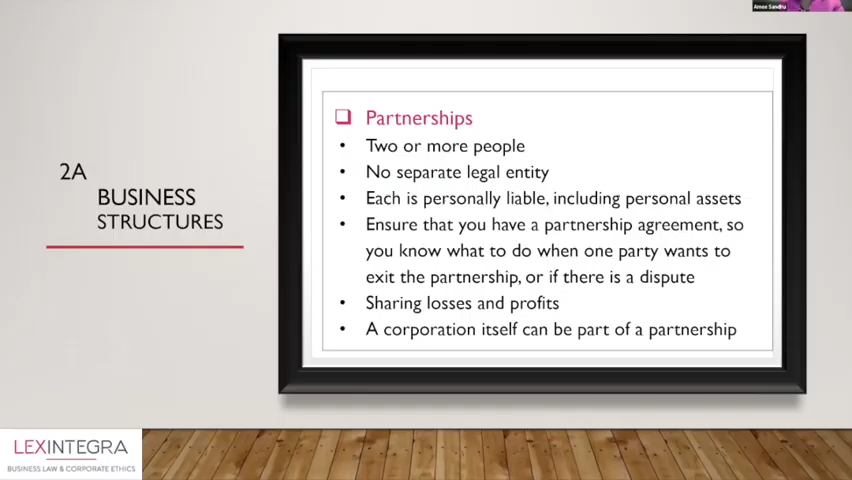 Amee Sandhu
2A
BUSINESS
STRUCTURES
❑ Partnerships
• Two or more people
• No separate legal entity
• Each is personally liable, including personal assets
• Ensure that you have a partnership agreement, so
you know what to do when one party wants to
exit the partnership, or if there is a dispute
• Sharing losses and profits
• A corporation itself can be part of a partnership
LEXINTEGRA
BUSINESS LAW & CORPORATE ETHICS